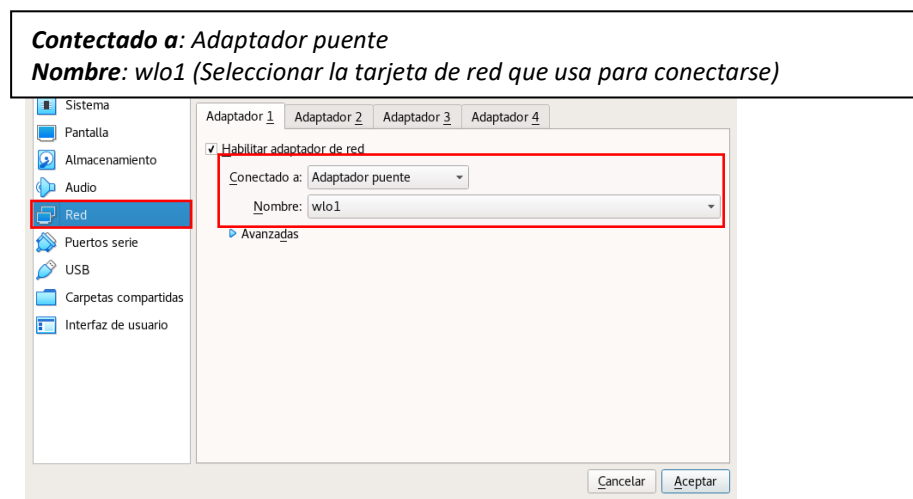 Contectado a: Adaptador puente
Nombre: wlo1 (Seleccionar la tarjeta de red que usa para conectarse)
Sistema
Pantalla
Almacenamiento
Audio
Red
Puertos serie
USB
Carpetas compartidas
Interfaz de usuario
Adaptador 1 Adaptador 2 Adaptador 3 Adaptador 4
Habilitar adaptador de red
Conectado a: Adaptador puente
Nombre: wlo1
Avanzadas
Cancelar Aceptar